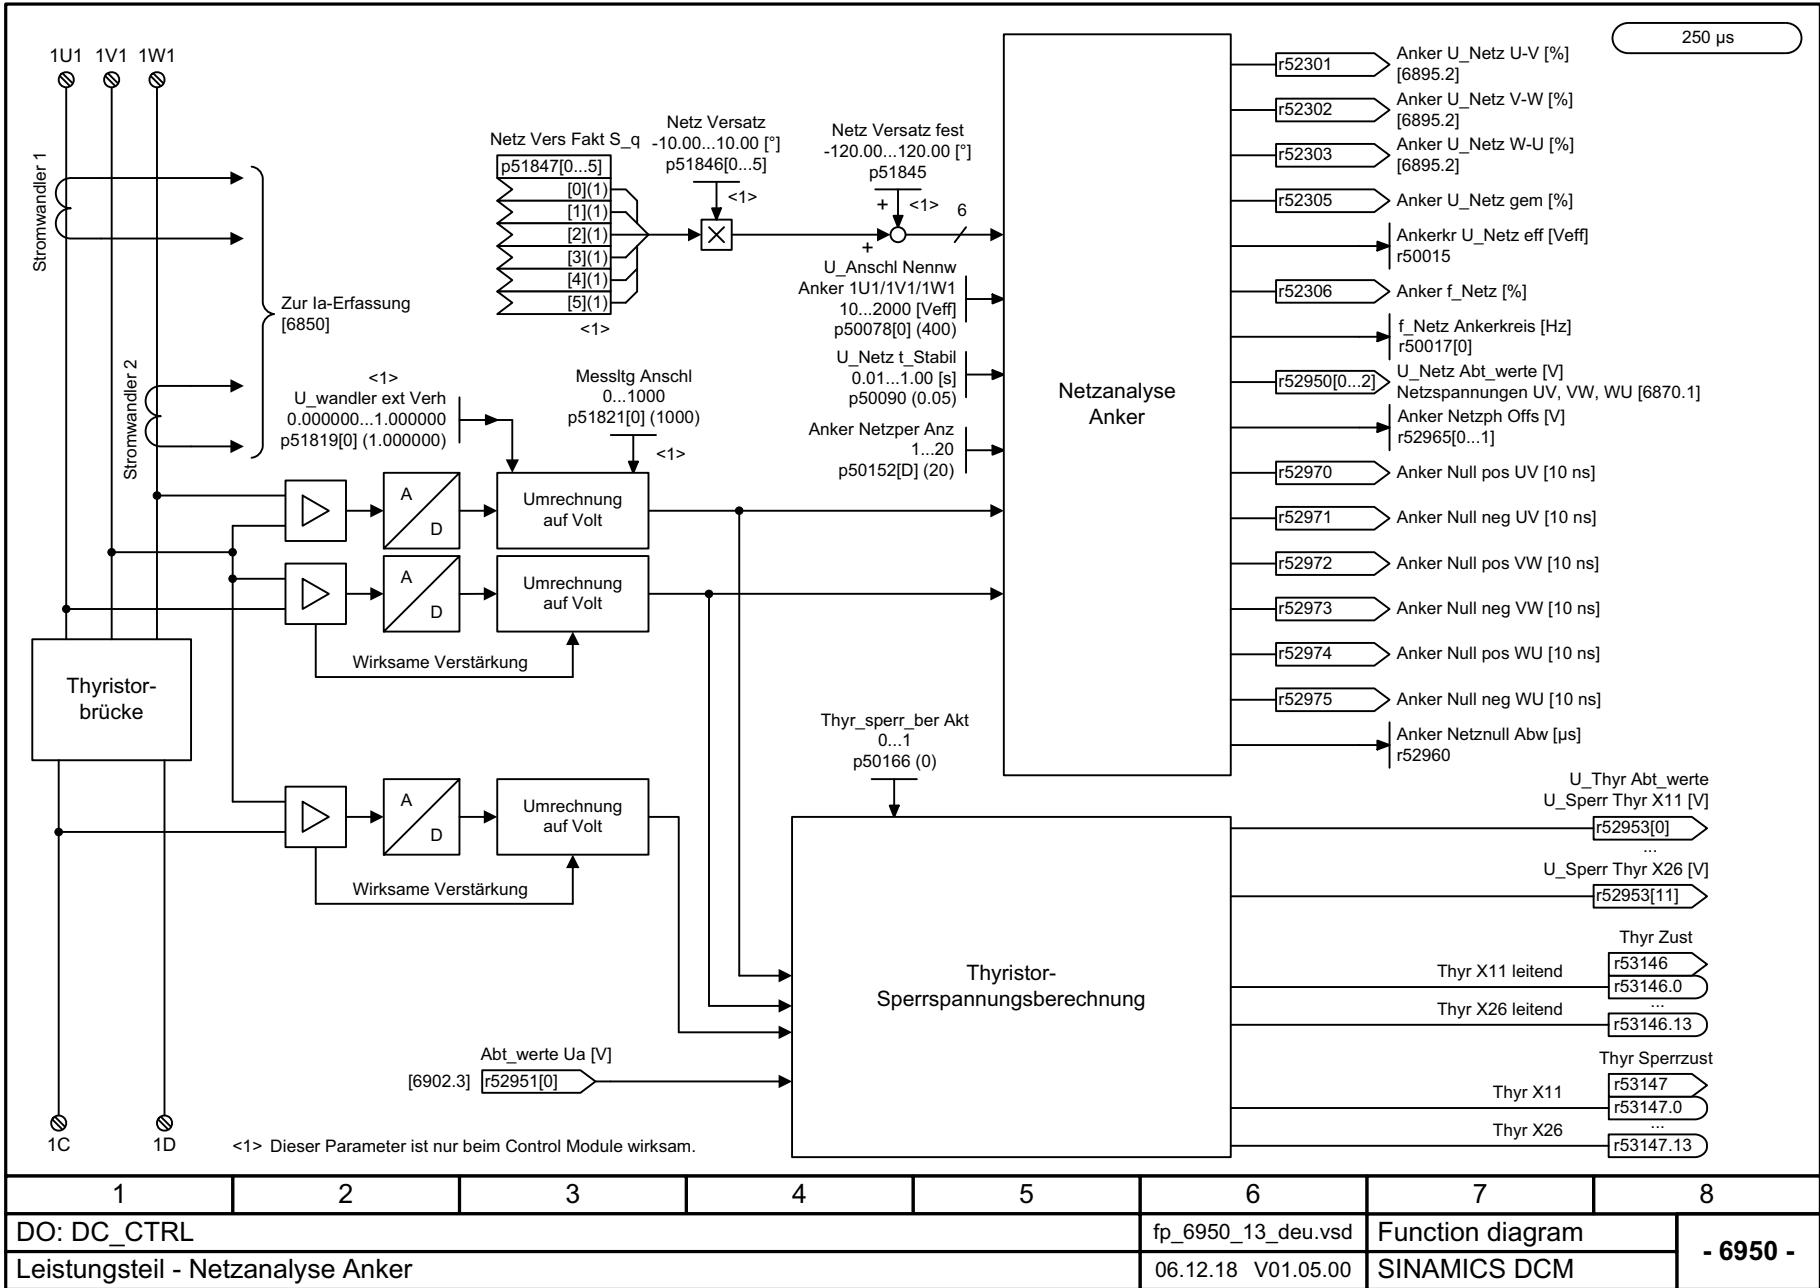 250 µs
1U1 1V1 1W1
Stromwandler 1
Stromwandler 2
Zur Ia-Erfassung
[6850]
Netz Vers Fakt S_q
p51847[0...5]
[0](1)
[1](1)
[2](1)
[3](1)
[4](1)
[5](1)
<1>
Netz Versatz
-10.00...10.00 [°]
p51846[0...5]
<1>
Netz Versatz fest
-120.00...120.00 [°]
p51845
+
<1>
+
6
U_Anschl Nennw
Anker 1U1/1V1/1W1
10...2000 [Veff]
p50078[0] (400)
U_Netz t_Stabil
0.01...1.00 [s]
p50090 (0.05)
Anker Netzper Anz
1...20
p50152[D] (20)
<1>
U_wandler ext Verh
0.000000...1.000000
p51819[0] (1.000000)
Messltg Anschl
0...1000
p51821[0] (1000)
<1>
A
D
Umrechnung
auf Volt
A
D
Umrechnung
auf Volt
Wirksame Verstärkung
Thyristor-
brücke
A
D
Umrechnung
auf Volt
Wirksame Verstärkung
Netzanalyse
Anker
r52301
Anker U_Netz U-V [%]
[6895.2]
r52302
Anker U_Netz V-W [%]
[6895.2]
r52303
Anker U_Netz W-U [%]
[6895.2]
r52305
Anker U_Netz gem [%]
Ankerkr U_Netz eff [Veff]
r50015
r52306
Anker f_Netz [%]
f_Netz Ankerkreis [Hz]
r50017[0]
r52950[0...2]
U_Netz Abt_werte [V]
Netzspannungen UV, VW, WU [6870.1]
Anker Netzph Offs [V]
r52965[0...1]
r52970
Anker Null pos UV [10 ns]
r52971
Anker Null neg UV [10 ns]
r52972
Anker Null pos VW [10 ns]
r52973
Anker Null neg VW [10 ns]
r52974
Anker Null pos WU [10 ns]
r52975
Anker Null neg WU [10 ns]
Anker Netznull Abw [µs]
r52960
Thyr_sperr_ber Akt
0...1
p50166 (0)
Thyristor-
Sperrspannungsberechnung
U_Thyr Abt_werte
U_Sperr Thyr X11 [V]
r52953[0]
...
U_Sperr Thyr X26 [V]
r52953[11]
Thyr Zust
r53146
Thyr X11 leitend
r53146.0
...
Thyr X26 leitend
r53146.13
Thyr Sperrzust
r53147
Thyr X11
r53147.0
...
Thyr X26
r53147.13
Abt_werte Ua [V]
[6902.3] r52951[0]
1C 1D
<1> Dieser Parameter ist nur beim Control Module wirksam.
1 2 3 4 5 6 7 8
DO: DC_CTRL
fp_6950_13_deu.vsd
Function diagram
- 6950 -
Leistungsteil - Netzanalyse Anker
06.12.18 V01.05.00
SINAMICS DCM